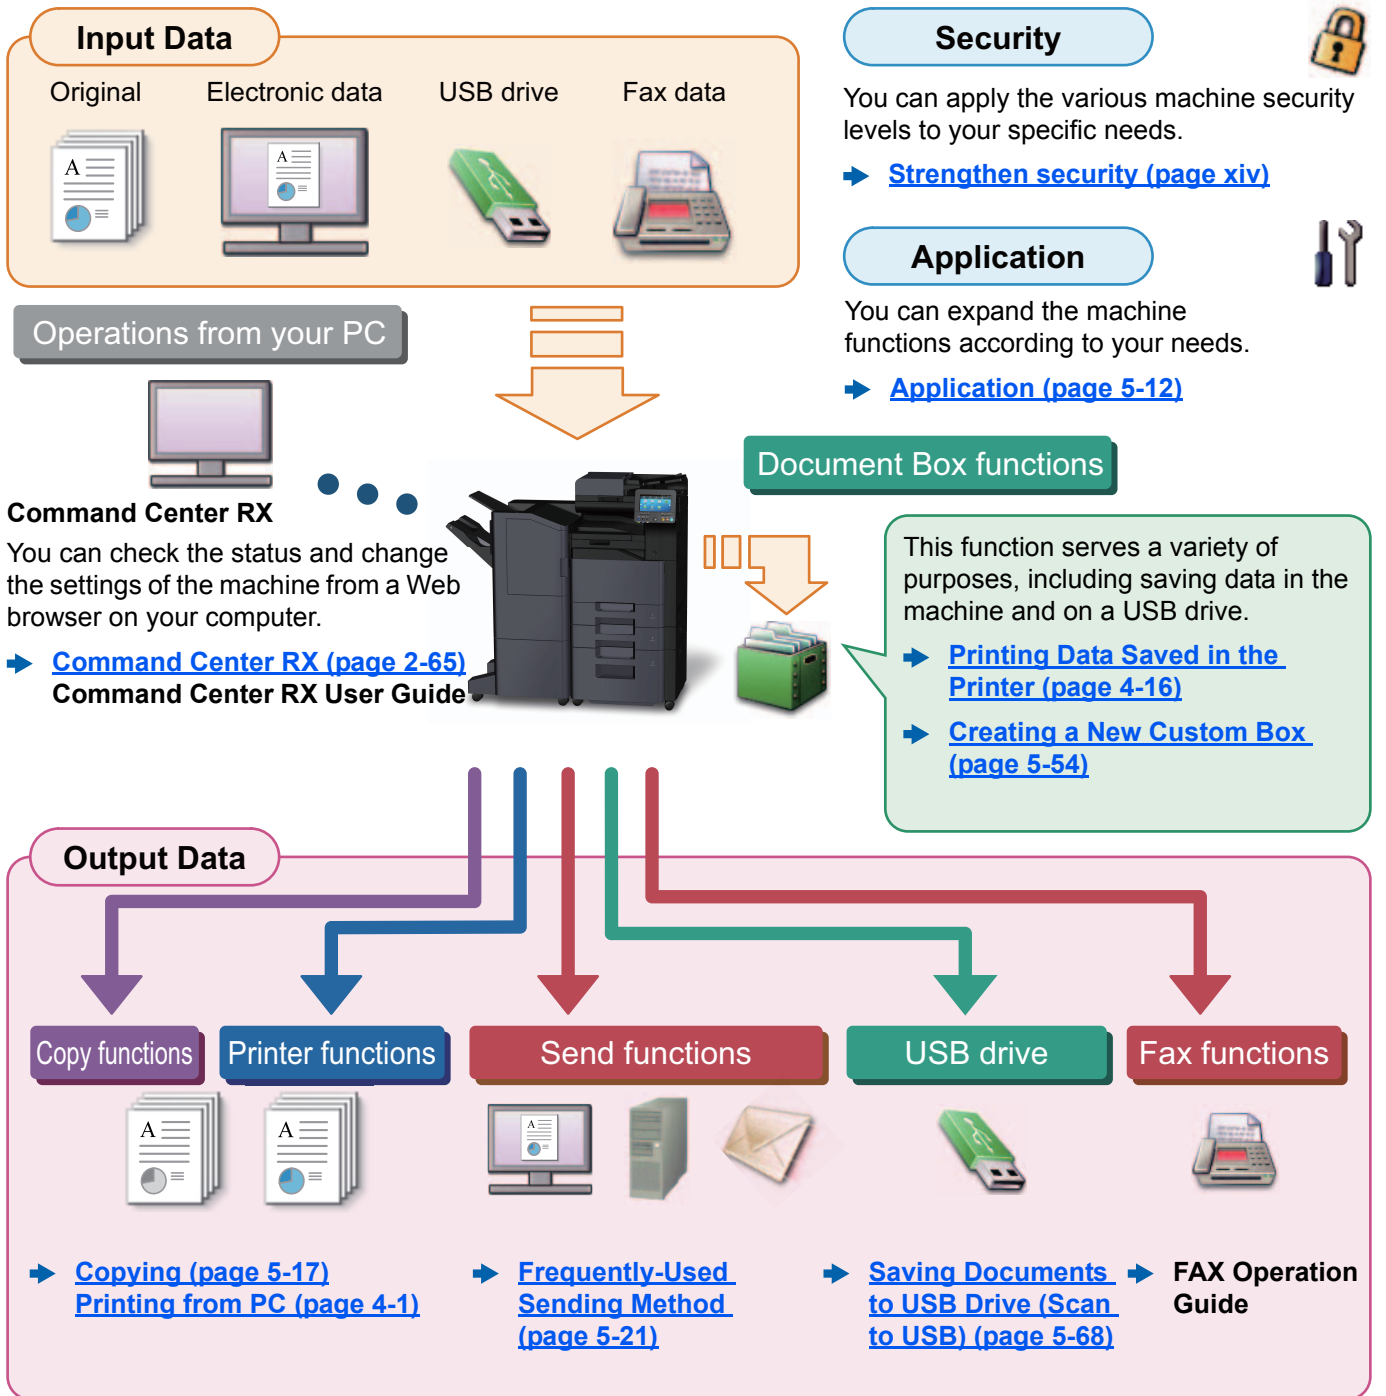 Input Data
Original
Electronic data
USB drive
Fax data
Security
You can apply the various machine security
levels to your specific needs.
Strengthen security (page xiv)
Application
You can expand the machine
functions according to your needs.
Application (page 5-12)
Operations from your PC
Command Center RX
You can check the status and change
the settings of the machine from a Web
browser on your computer.
Command Center RX (page 2-65)
Command Center RX User Guide
Document Box functions
This function serves a variety of
purposes, including saving data in the
machine and on a USB drive.
Printing Data Saved in the
Printer (page 4-16)
Creating a New Custom Box
(page 5-54)
Output Data
Copy functions
Printer functions
Send functions
USB drive
Fax functions
A
A
Copying (page 5-17)
Printing from PC (page 4-1)
Frequently-Used
Sending Method
(page 5-21)
Saving Documents
to USB Drive (Scan
to USB) (page 5-68)
FAX Operation
Guide